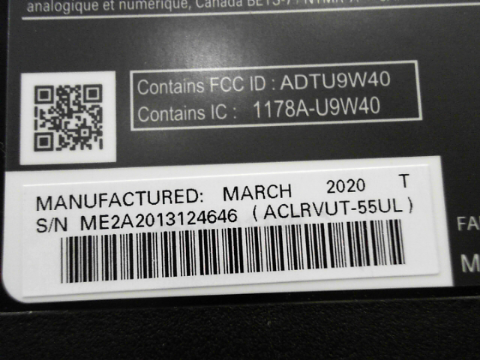 analogique et numérique, Canada
Contains FCC ID : ADTU9W40
Contains IC : 1178A-U9W40
MANUFACTURED: MARCH 2020 T
S/N ME2A2013124646 (ACLRVUT-55UL)